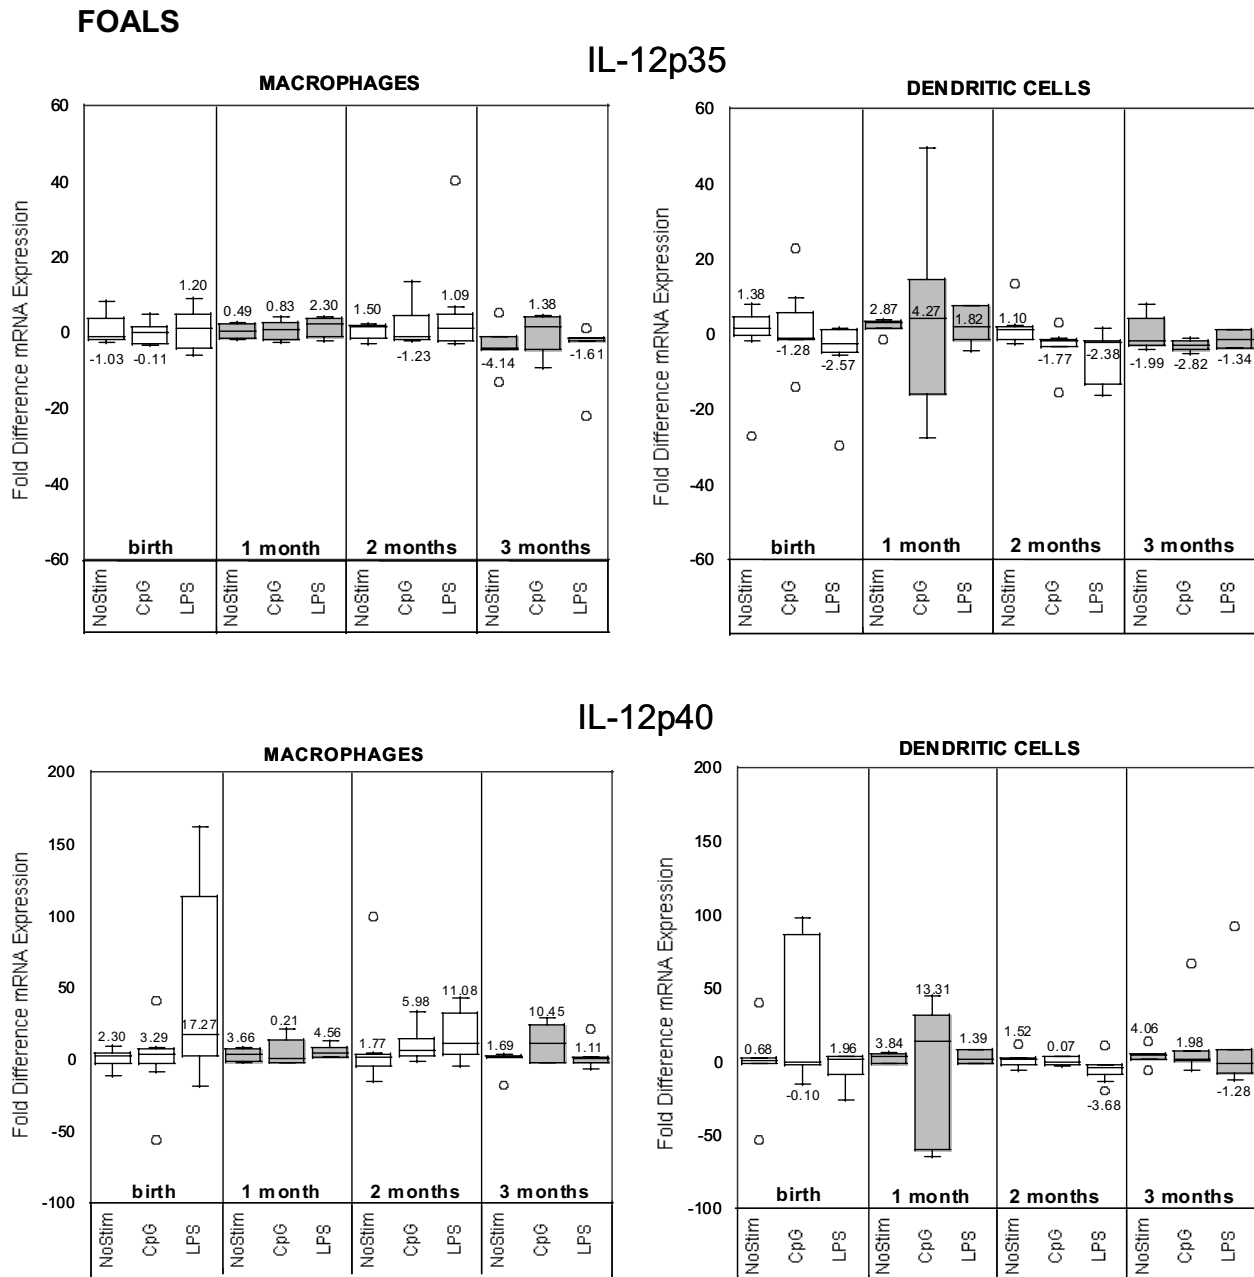 FOALS
IL-12p35
MACROPHAGES
Fold Difference mRNA Expression
60
40
20
0
-20
-40
-60
-1.03
-0.11
1.20
0.49
0.83
2.30
1.50
-1.23
1.09
-4.14
1.38
-1.61
birth
1 month
2 months
3 months
NoStim
CpG
LPS
NoStim
CpG
LPS
NoStim
CpG
LPS
NoStim
CpG
LPS
DENDRITIC CELLS
Fold Difference mRNA Expression
60
40
20
0
-20
-40
-60
1.38
-1.28
-2.57
2.87
4.27
1.82
1.10
-1.77
-2.38
-1.99
-2.82
-1.34
birth
1 month
2 months
3 months
NoStim
CpG
LPS
NoStim
CpG
LPS
NoStim
CpG
LPS
NoStim
CpG
LPS
IL-12p40
MACROPHAGES
Fold Difference mRNA Expression
200
150
100
50
0
-50
-100
2.30
3.29
17.27
3.66
0.21
4.56
1.77
5.98
11.08
1.69
10.45
1.11
birth
1 month
2 months
3 months
NoStim
CpG
LPS
NoStim
CpG
LPS
NoStim
CpG
LPS
NoStim
CpG
LPS
DENDRITIC CELLS
Fold Difference mRNA Expression
200
150
100
50
0
-50
-100
0.68
-0.10
1.96
3.84
13.31
1.39
1.52
0.07
-3.68
4.06
1.98
-1.28
birth
1 month
2 months
3 months
NoStim
CpG
LPS
NoStim
CpG
LPS
NoStim
CpG
LPS
NoStim
CpG
LPS